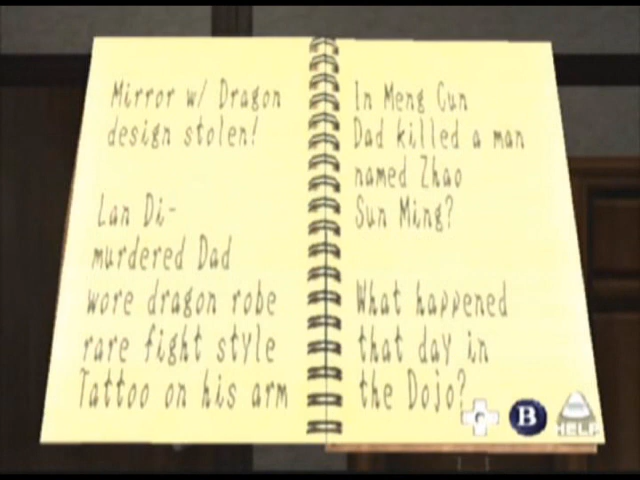 Mirror w/ Dragon
design stolen!
Lan Di-
murdered Dad
wore dragon robe
rare fight style
Tattoo on his arm
In Meng Cun
Dad killed a man
named Zhao
Sun Ming?
What happened
that day in
the Dojo?
B
HELP